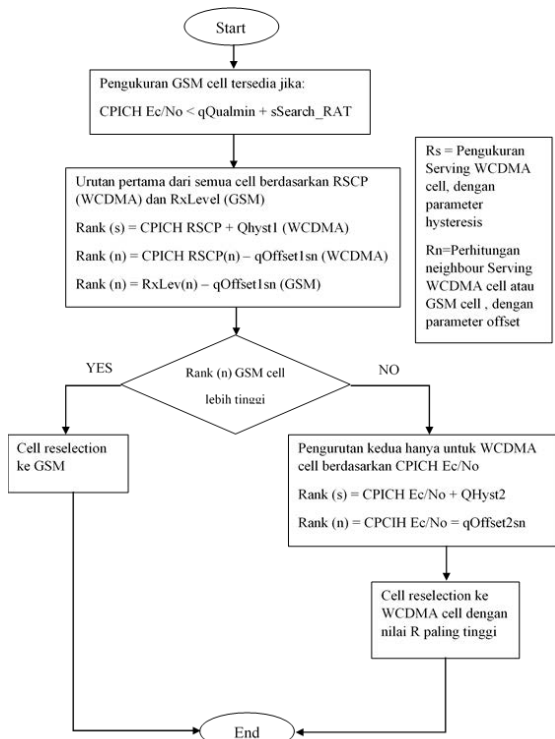 Start
Pengukuran GSM cell tersedia jika:
CPICH Ec/No < qQualmin + sSearch_RAT
Urutan pertama dari semua cell berdasarkan RSCP
(WCDMA) dan RxLevel (GSM)
Rank (s) = CPICH RSCP + Qhyst1 (WCDMA)
Rank (n) = CPICH RSCP(n) – qOffset1sn (WCDMA)
Rank (n) = RxLev(n) – qOffset1sn (GSM)
Rs = Pengukuran
Serving WCDMA
cell, dengan
parameter
hysteresis
Rn=Perhitungan
neighbour Serving
WCDMA cell atau
GSM cell , dengan
parameter offset
YES
Rank (n) GSM cell
lebih tinggi
NO
Cell reselection
ke GSM
Pengurutan kedua hanya untuk WCDMA
cell berdasarkan CPICH Ec/No
Rank (s) = CPICH Ec/No + QHyst2
Rank (n) = CPCIH Ec/No = qOffset2sn
Cell reselection ke
WCDMA cell dengan
nilai R paling tinggi
End